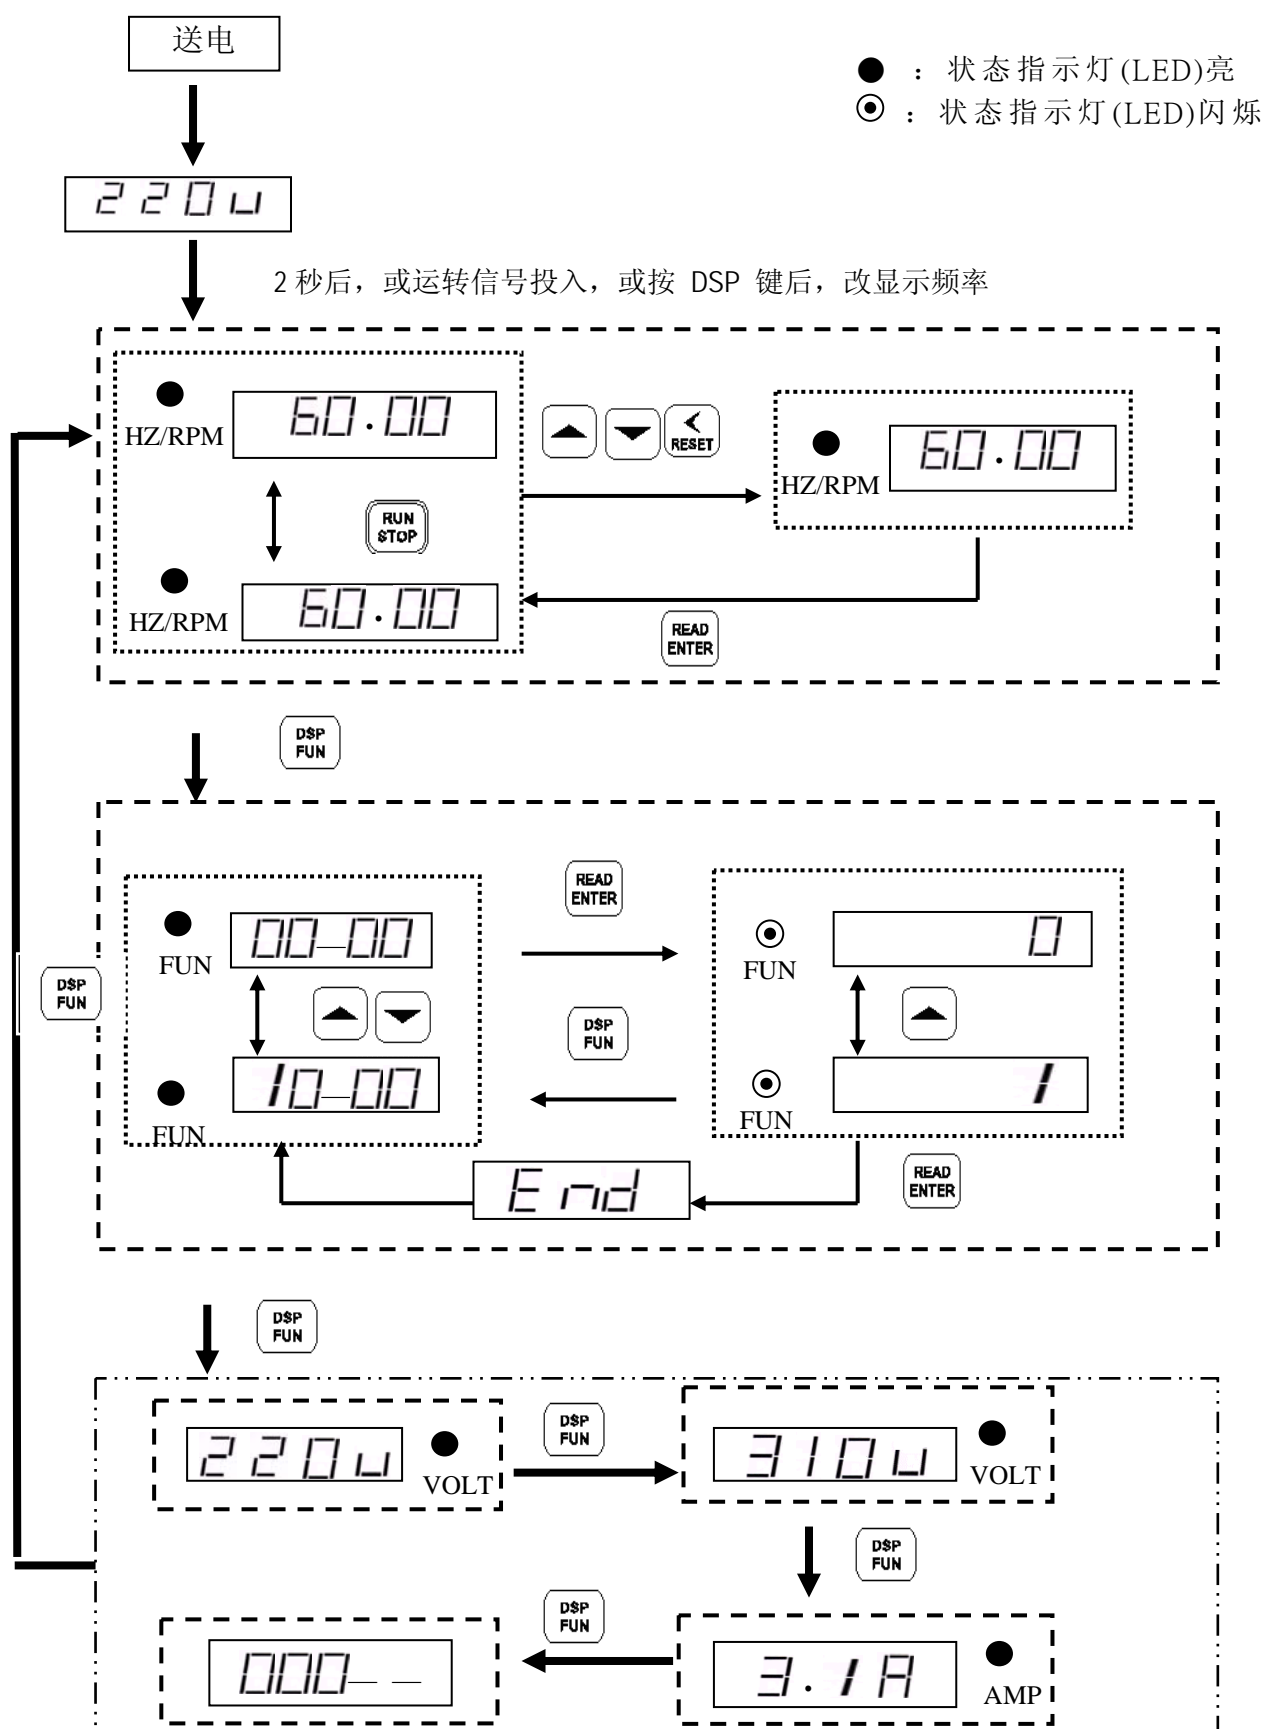 送电
● ：状态指示灯(LED)亮
⦿ ：状态指示灯(LED)闪烁
220u
2秒后，或运转信号投入，或按 DSP 键后，改显示频率
60.00
HZ/RPM
< RESET
60.00
HZ/RPM
RUN STOP
60.00
HZ/RPM
READ ENTER
DSP FUN
READ ENTER
00—00
FUN
0
FUN
DSP FUN
DSP FUN
10—00
FUN
1
FUN
End
READ ENTER
DSP FUN
220u
VOLT
DSP FUN
310u
VOLT
DSP FUN
DSP FUN
000— —
3.1A
AMP